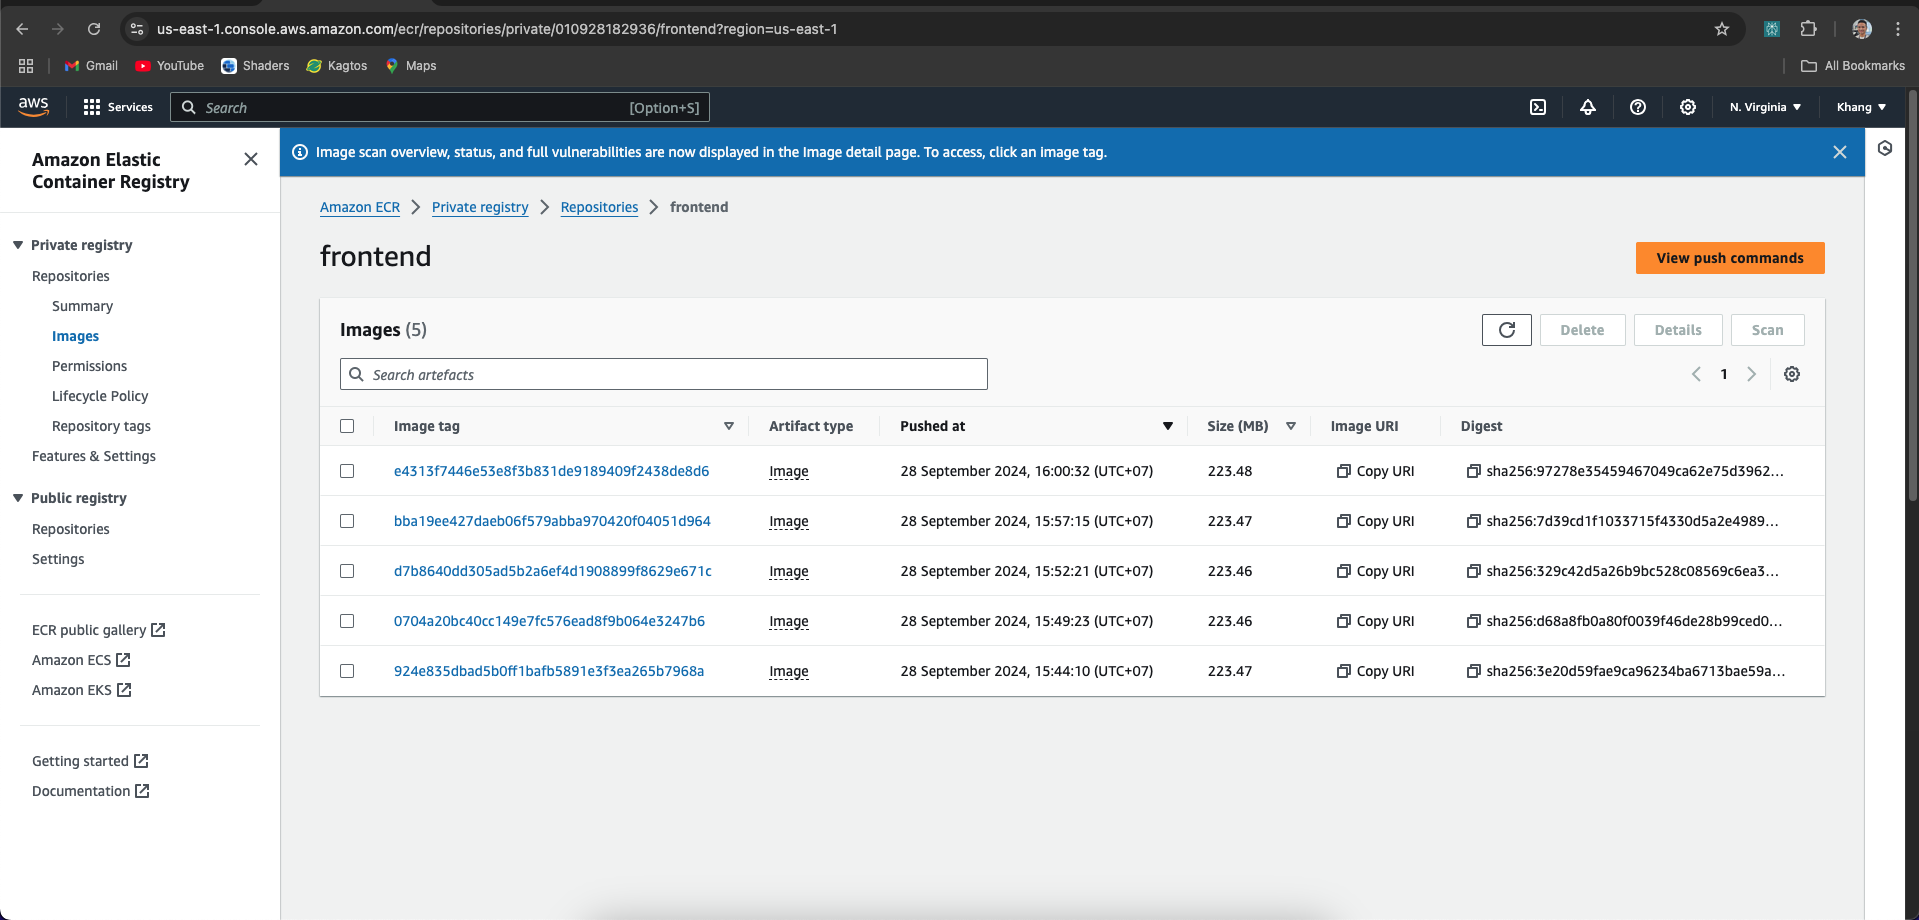 us-east-1.console.aws.amazon.com/ecr/repositories/private/010928182936/frontend?region=us-east-1
Gmail YouTube Shaders Kagtos Maps All Bookmarks
aws Services Search [Option+S] N. Virginia Khang
Amazon Elastic
Container Registry
Private registry
Repositories
Summary
Images
Permissions
Lifecycle Policy
Repository tags
Features & Settings
Public registry
Repositories
Settings
ECR public gallery
Amazon ECS
Amazon EKS
Getting started
Documentation
Image scan overview, status, and full vulnerabilities are now displayed in the Image detail page. To access, click an image tag.
Amazon ECR Private registry Repositories frontend
frontend
View push commands
Images (5)
Delete Details Scan
Search artefacts
1
Image tag Artifact type Pushed at Size (MB) Image URI Digest
e4313f7446e53e8f3b831de9189409f2438de8d6 Image 28 September 2024, 16:00:32 (UTC+07) 223.48 Copy URI sha256:97278e35459467049ca62e75d3962...
bba19ee427daeb06f579abba970420f04051d964 Image 28 September 2024, 15:57:15 (UTC+07) 223.47 Copy URI sha256:7d39cd1f1033715f4330d5a2e4989...
d7b8640dd305ad5b2a6ef4d1908899f8629e671c Image 28 September 2024, 15:52:21 (UTC+07) 223.46 Copy URI sha256:329c42d5a26b9bc528c08569c6ea3...
0704a20bc40cc149e7fc576ead8f9b064e3247b6 Image 28 September 2024, 15:49:23 (UTC+07) 223.46 Copy URI sha256:d68a8fb0a80f0039f46de28b99ced0...
924e835dbad5b0ff1bafb5891e3f3ea265b7968a Image 28 September 2024, 15:44:10 (UTC+07) 223.47 Copy URI sha256:3e20d59fae9ca96234ba6713bae59a...